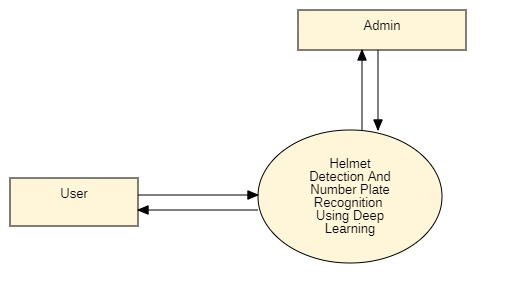 Admin
Helmet
Detection And
Number Plate
Recognition
Using Deep
Learning
User